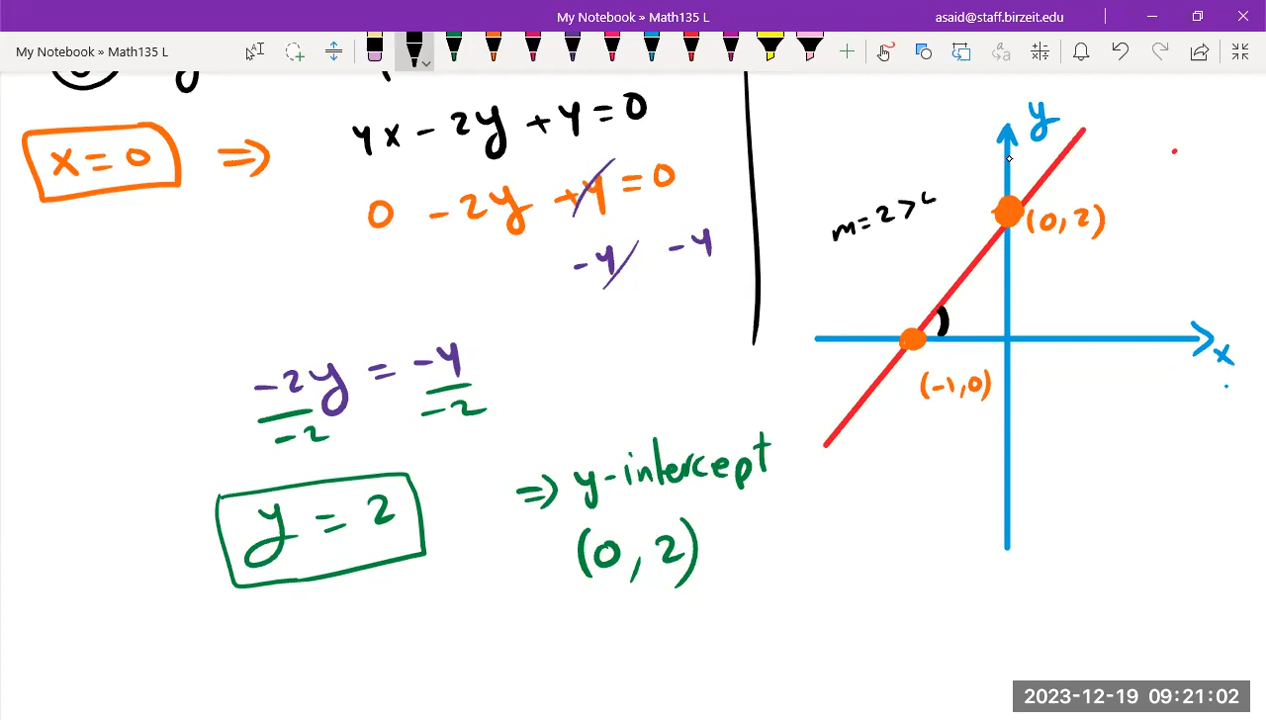 My Notebook » Math135 L
asaid@staff.birzeit.edu
My Notebook » Math135 L
x = 0 ⇒
4x - 2y + 4 = 0
0 - 2y + 4 = 0
-4 -4
-2y = -4
-2 -2
y = 2
⇒ y-intercept
(0, 2)
y
m = 2 >
(0, 2)
x
(-1, 0)
2023-12-19 09:21:02